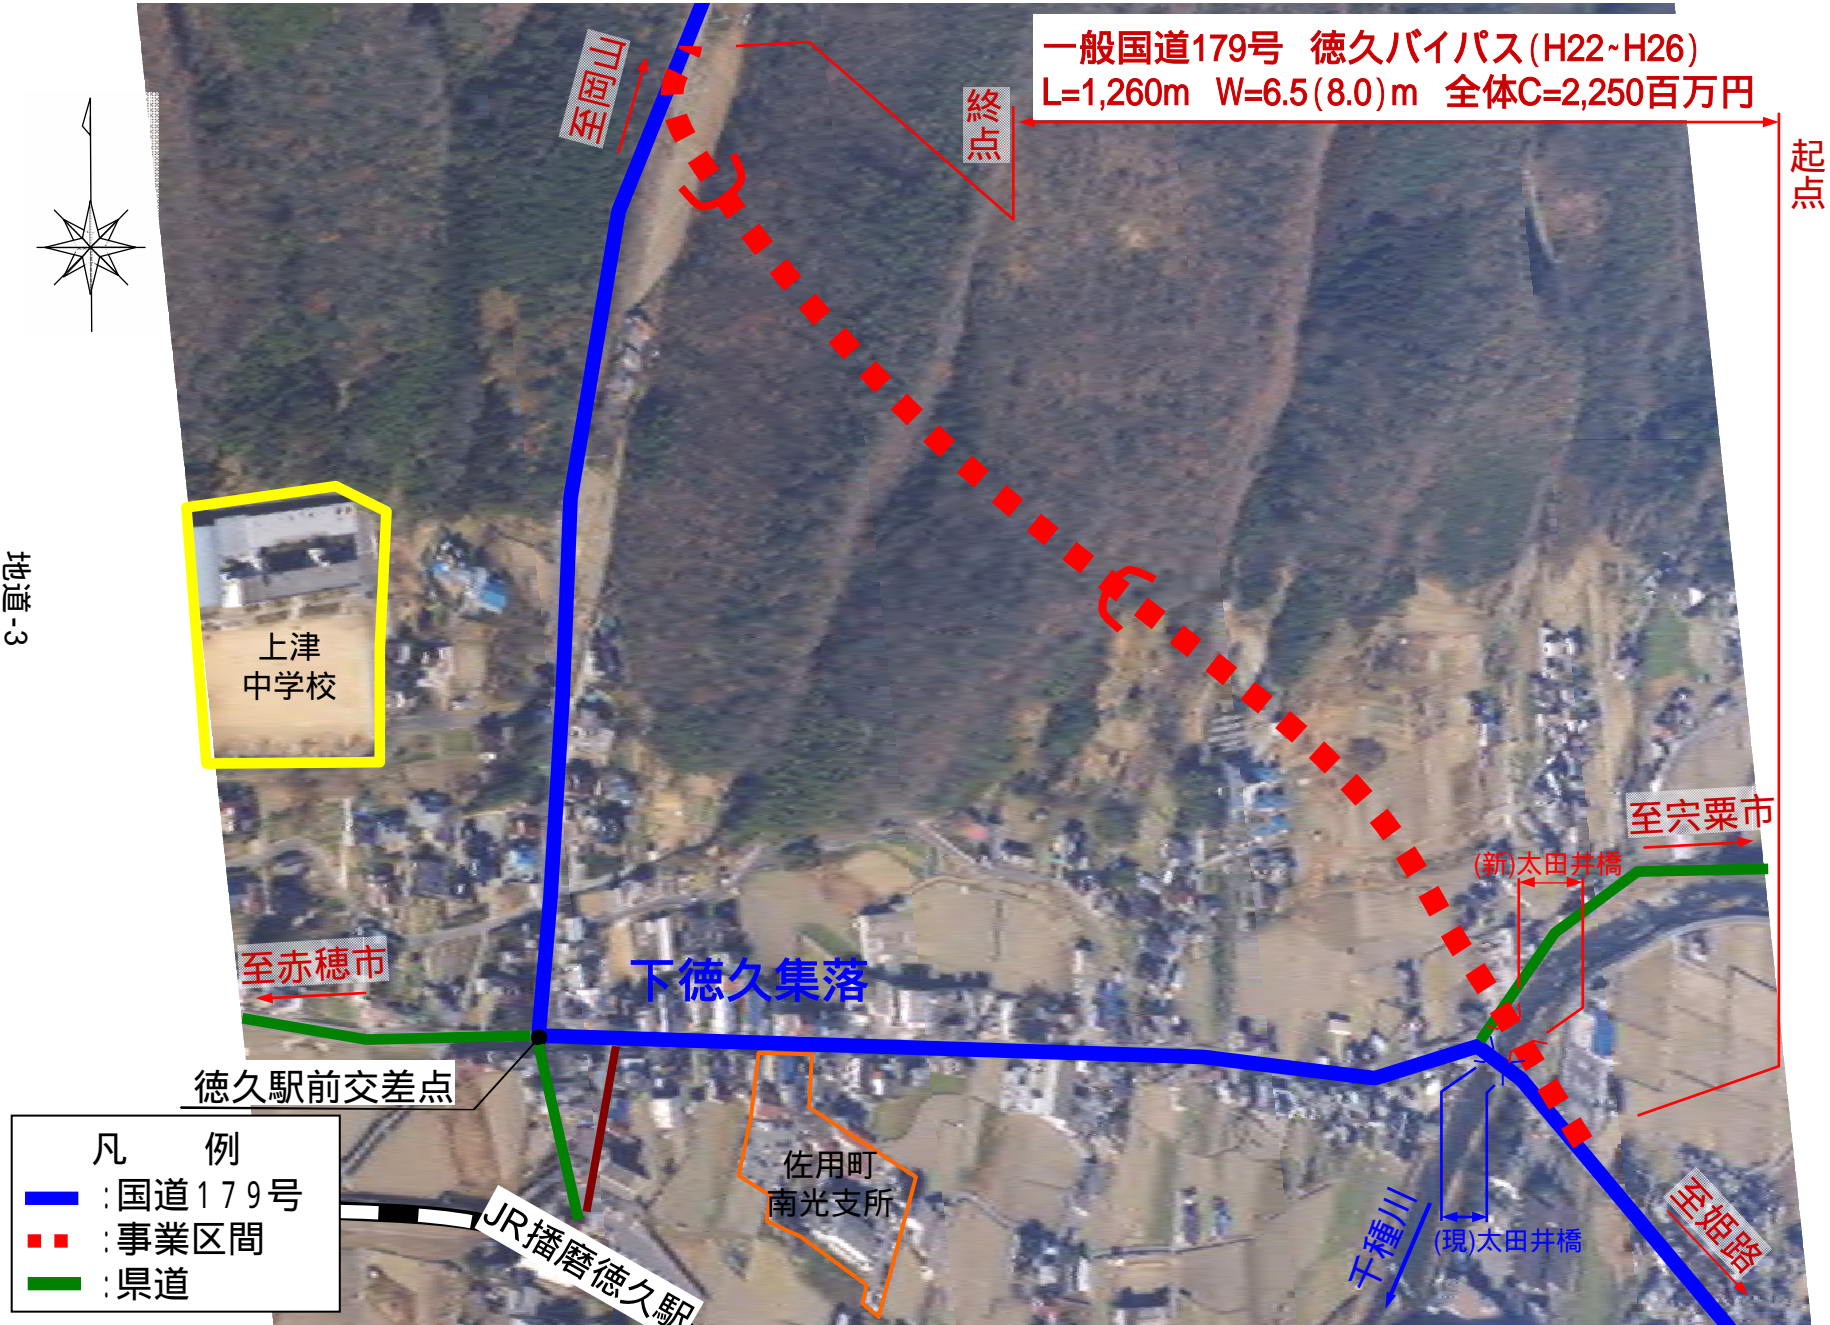 一般国道179号 徳久バイパス(H22~H26)
L=1,260m W=6.5(8.0)m 全体C=2,250百万円
至岡山
終点
起点
地道-3
上津
中学校
至宍粟市
(新)太田井橋
至赤穂市
下徳久集落
徳久駅前交差点
凡 例
:国道179号
:事業区間
:県道
JR播磨徳久駅
佐用町
南光支所
千種川
(現)太田井橋
至姫路